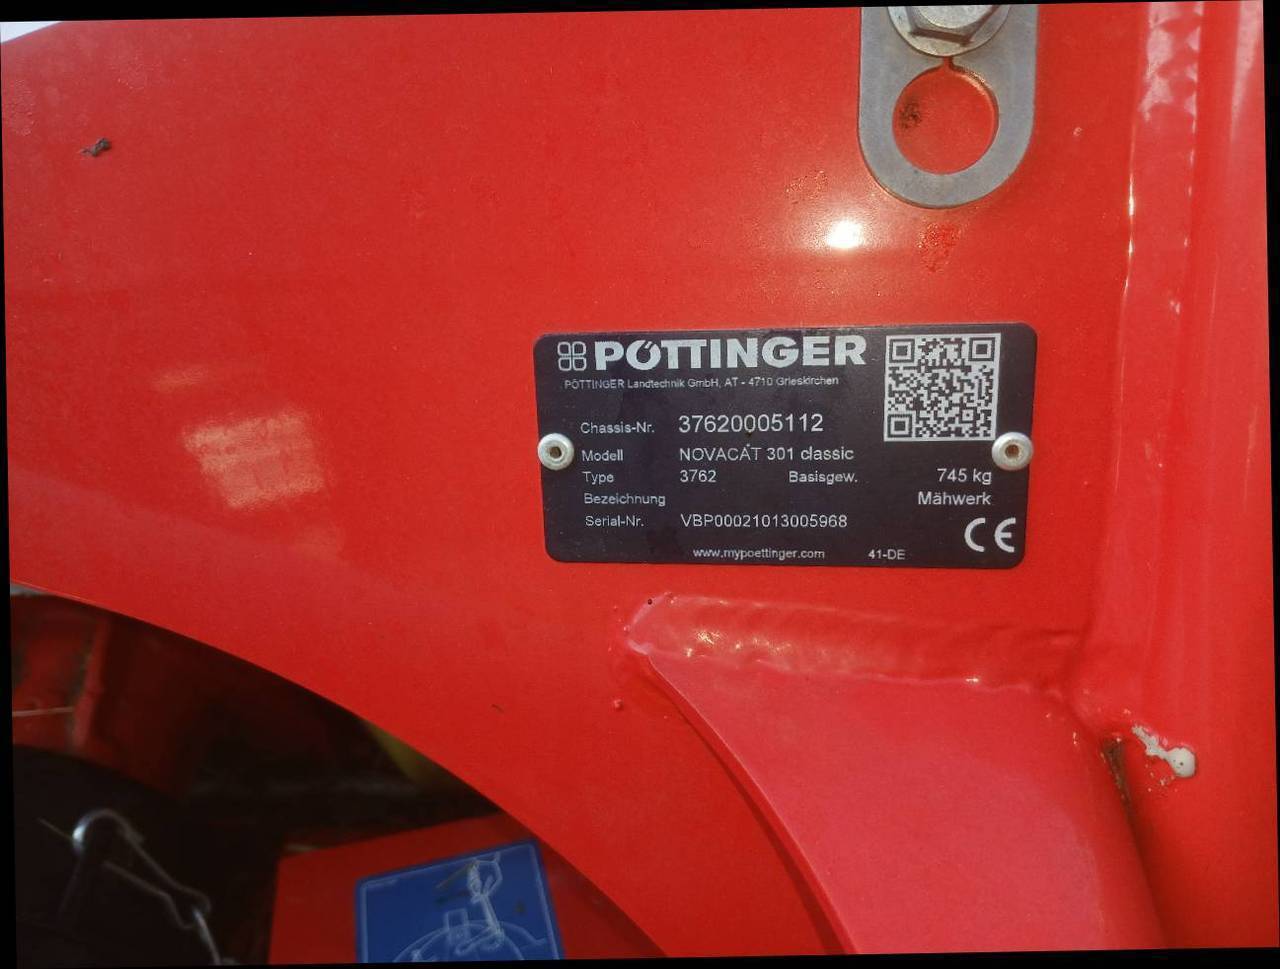 PÖTTINGER
PÖTTINGER Landtechnik GmbH, AT - 4710 Grieskirchen
Chassis-Nr. 37620005112
Modell NOVACAT 301 classic
Type 3762 Basisgew. 745 kg
Bezeichnung Mähwerk
Serial-Nr. VBP00021013005968
CE
www.mypoettinger.com 41-DE